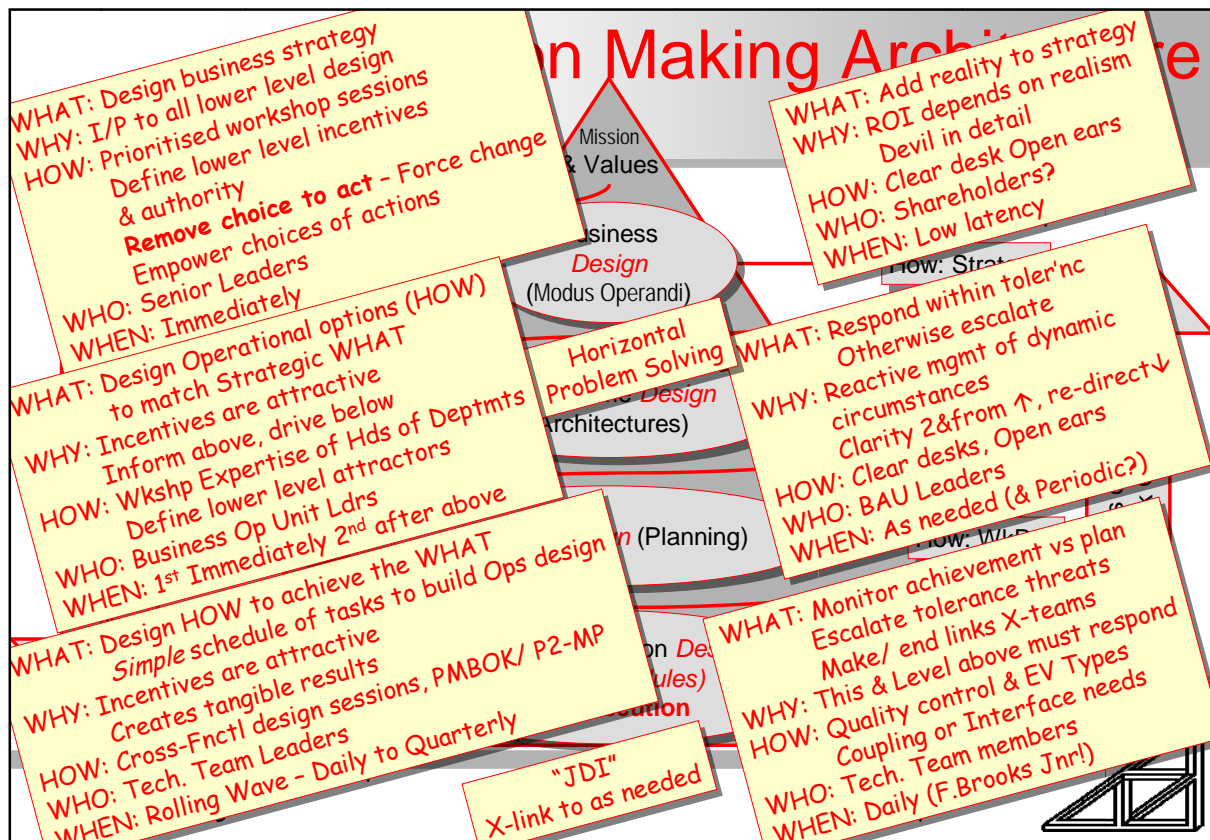 on Making Archit re
WHAT: Design business strategy
WHY: I/P to all lower level design
HOW: Prioritised workshop sessions
Define lower level incentives
& authority
Remove choice to act – Force change
Empower choices of actions
WHO: Senior Leaders
WHEN: Immediately
WHAT: Add reality to strategy
WHY: ROI depends on realism
Devil in detail
HOW: Clear desk Open ears
WHO: Shareholders?
WHEN: Low latency
Mission
& Values
usiness
Design
(Modus Operandi)
How: Strat
WHAT: Design Operational options (HOW)
to match Strategic WHAT
WHY: Incentives are attractive
Inform above, drive below
HOW: Wkshp Expertise of Hds of Deptmts
Define lower level attractors
WHO: Business Op Unit Ldrs
WHEN: 1st Immediately 2nd after above
Horizontal
Problem Solving
Design
Architectures)
WHAT: Respond within toler'nc
Otherwise escalate
WHY: Reactive mgmt of dynamic
circumstances
Clarity 2&from ↑, re-direct↓
HOW: Clear desks, Open ears
WHO: BAU Leaders
WHEN: As needed (& Periodic?)
n (Planning)
How: WkP
WHAT: Design HOW to achieve the WHAT
Simple schedule of tasks to build Ops design
WHY: Incentives are attractive
Creates tangible results
HOW: Cross-Fnctl design sessions, PMBOK/ P2-MP
WHO: Tech. Team Leaders
WHEN: Rolling Wave – Daily to Quarterly
on Des
ules)
ution
WHAT: Monitor achievement vs plan
Escalate tolerance threats
Make/ end links X-teams
WHY: This & Level above must respond
HOW: Quality control & EV Types
Coupling or Interface needs
WHO: Tech. Team members
WHEN: Daily (F.Brooks Jnr!)
"JDI"
X-link to as needed